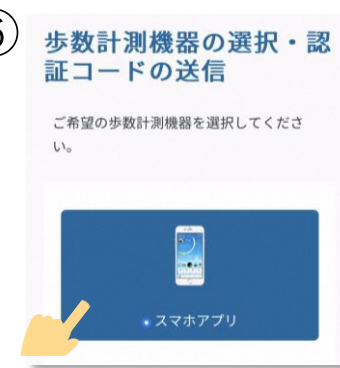 歩数計測機器の選択・認
証コードの送信
ご希望の歩数計測機器を選択してくださ
い。
スマホアプリ